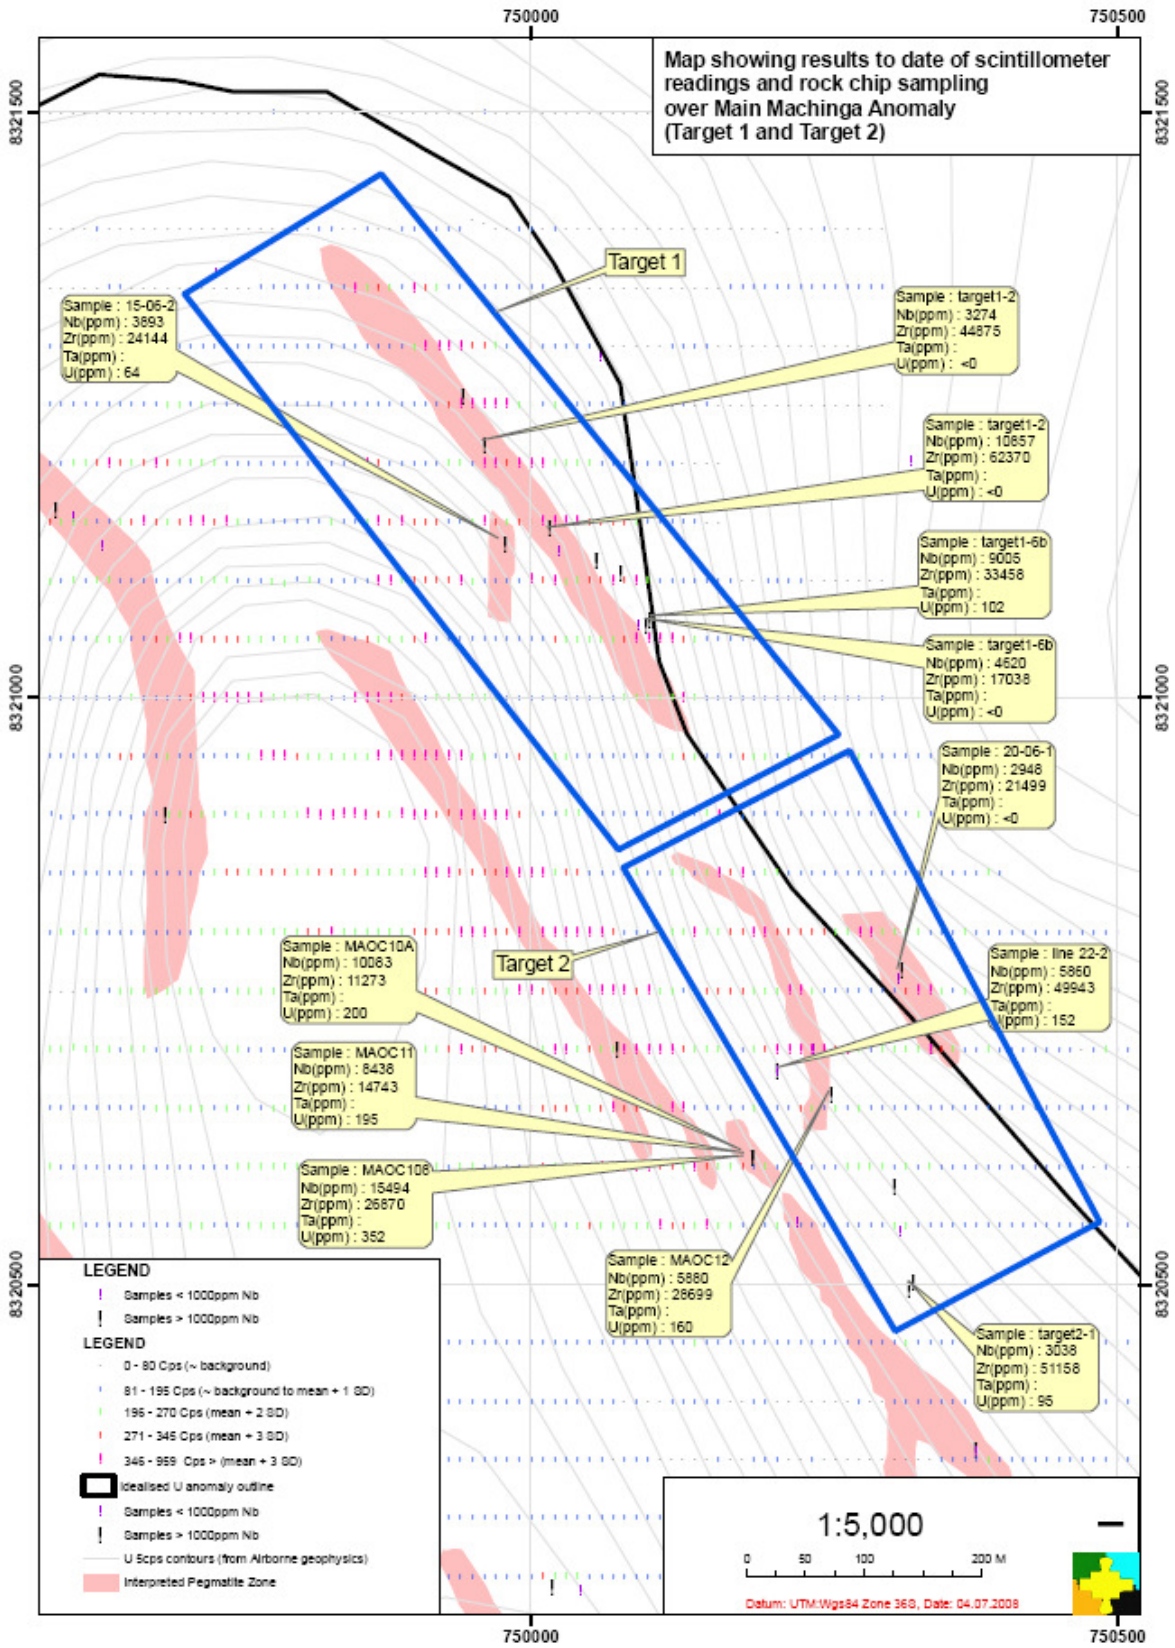 750000
750500
Map showing results to date of scintillometer
readings and rock chip sampling
over Main Machinga Anomaly
(Target 1 and Target 2)
8321500
8321500
Target 1
Sample : 15-06-2
Nb(ppm) : 3893
Zr(ppm) : 24144
Ta(ppm) :
U(ppm) : 64
Sample : target1-2
Nb(ppm) : 3274
Zr(ppm) : 44875
Ta(ppm) :
U(ppm) : <0
Sample : target1-2
Nb(ppm) : 10857
Zr(ppm) : 62370
Ta(ppm) :
U(ppm) : <0
Sample : target1-6b
Nb(ppm) : 9005
Zr(ppm) : 33458
Ta(ppm) :
U(ppm) : 102
Sample : target1-6b
Nb(ppm) : 4620
Zr(ppm) : 17038
Ta(ppm) :
U(ppm) : <0
8321000
8321000
Sample : 20-06-1
Nb(ppm) : 2948
Zr(ppm) : 21499
Ta(ppm) :
U(ppm) : <0
Target 2
Sample : MAOC10A
Nb(ppm) : 10083
Zr(ppm) : 11273
Ta(ppm) :
U(ppm) : 200
Sample : line 22-2
Nb(ppm) : 5860
Zr(ppm) : 49943
Ta(ppm) :
U(ppm) : 152
Sample : MAOC11
Nb(ppm) : 8438
Zr(ppm) : 14743
Ta(ppm) :
U(ppm) : 195
Sample : MAOC10B
Nb(ppm) : 15494
Zr(ppm) : 26870
Ta(ppm) :
U(ppm) : 352
Sample : MAOC12
Nb(ppm) : 5880
Zr(ppm) : 28699
Ta(ppm) :
U(ppm) : 160
Sample : target2-1
Nb(ppm) : 3038
Zr(ppm) : 51158
Ta(ppm) :
U(ppm) : 95
8320500
8320500
LEGEND
Samples < 1000ppm Nb
Samples > 1000ppm Nb
LEGEND
0 - 80 Cps (~ background)
81 - 195 Cps (~ background to mean + 1 SD)
196 - 270 Cps (mean + 2 SD)
271 - 345 Cps (mean + 3 SD)
346 - 959 Cps > (mean + 3 SD)
Idealised U anomaly outline
Samples < 1000ppm Nb
Samples > 1000ppm Nb
U 5cps contours (from Airborne geophysics)
Interpreted Pegmatite Zone
1:5,000
0 50 100 200 M
Datum: UTM:Wgs84 Zone 36S, Date: 04.07.2008
750000
750500